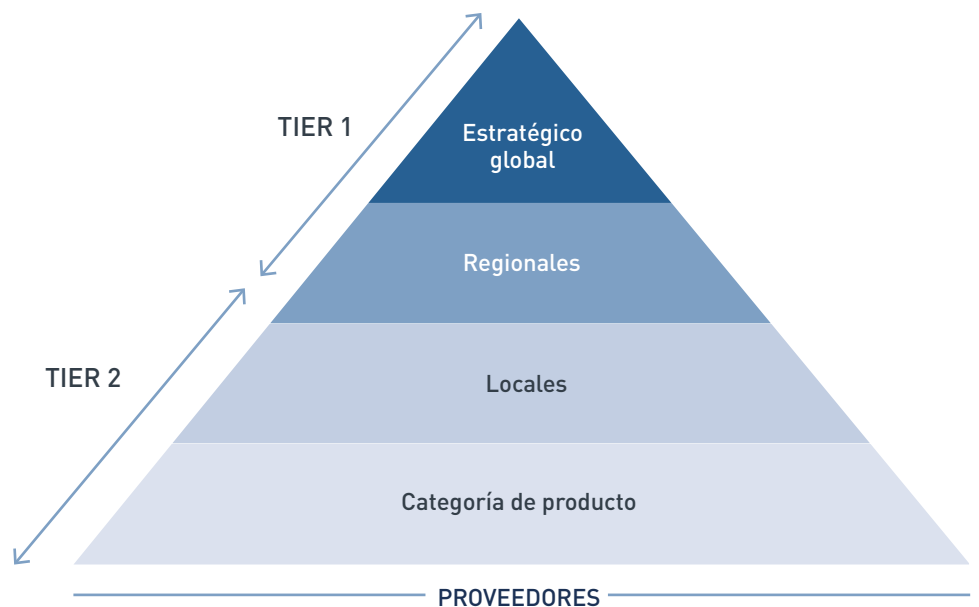 TIER 1
Estratégico
global
Regionales
TIER 2
Locales
Categoría de producto
PROVEEDORES